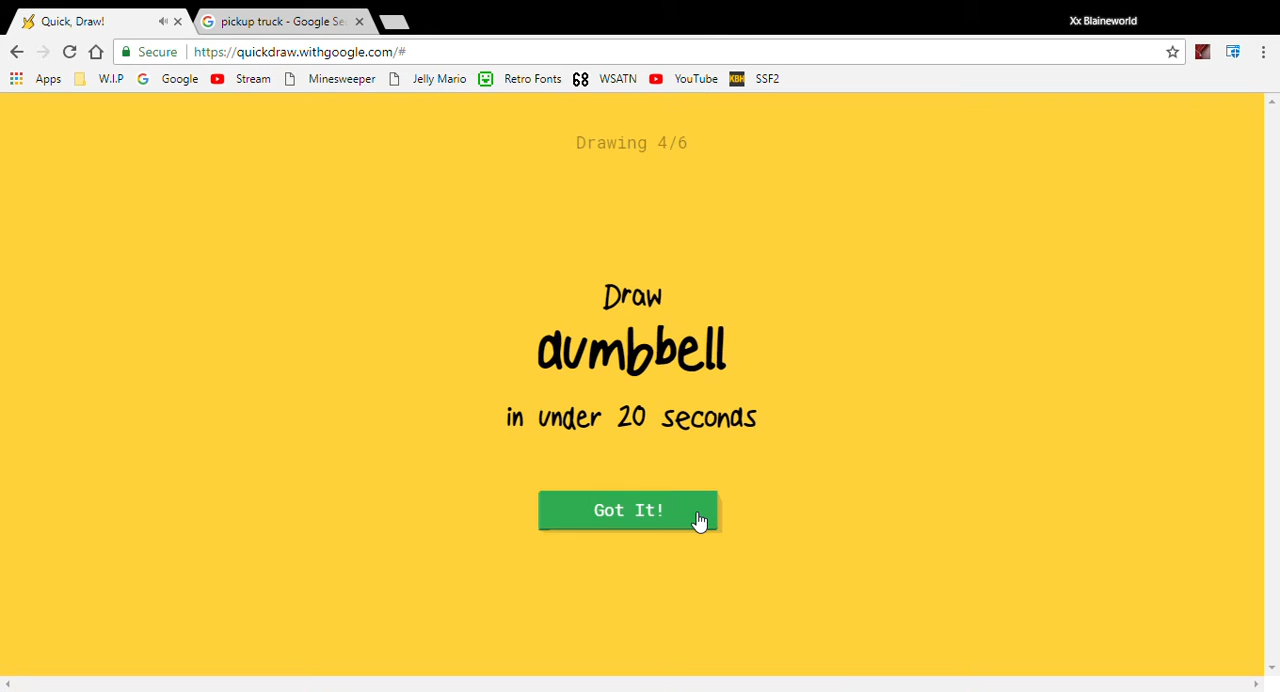 Quick, Draw!
pickup truck - Google Se
Xx Blaineworld
Secure
https://quickdraw.withgoogle.com/#
Apps W.I.P Google Stream Minesweeper Jelly Mario Retro Fonts 68 WSATN YouTube KBH SSF2
Drawing 4/6
Draw
dumbbell
in under 20 seconds
Got It!